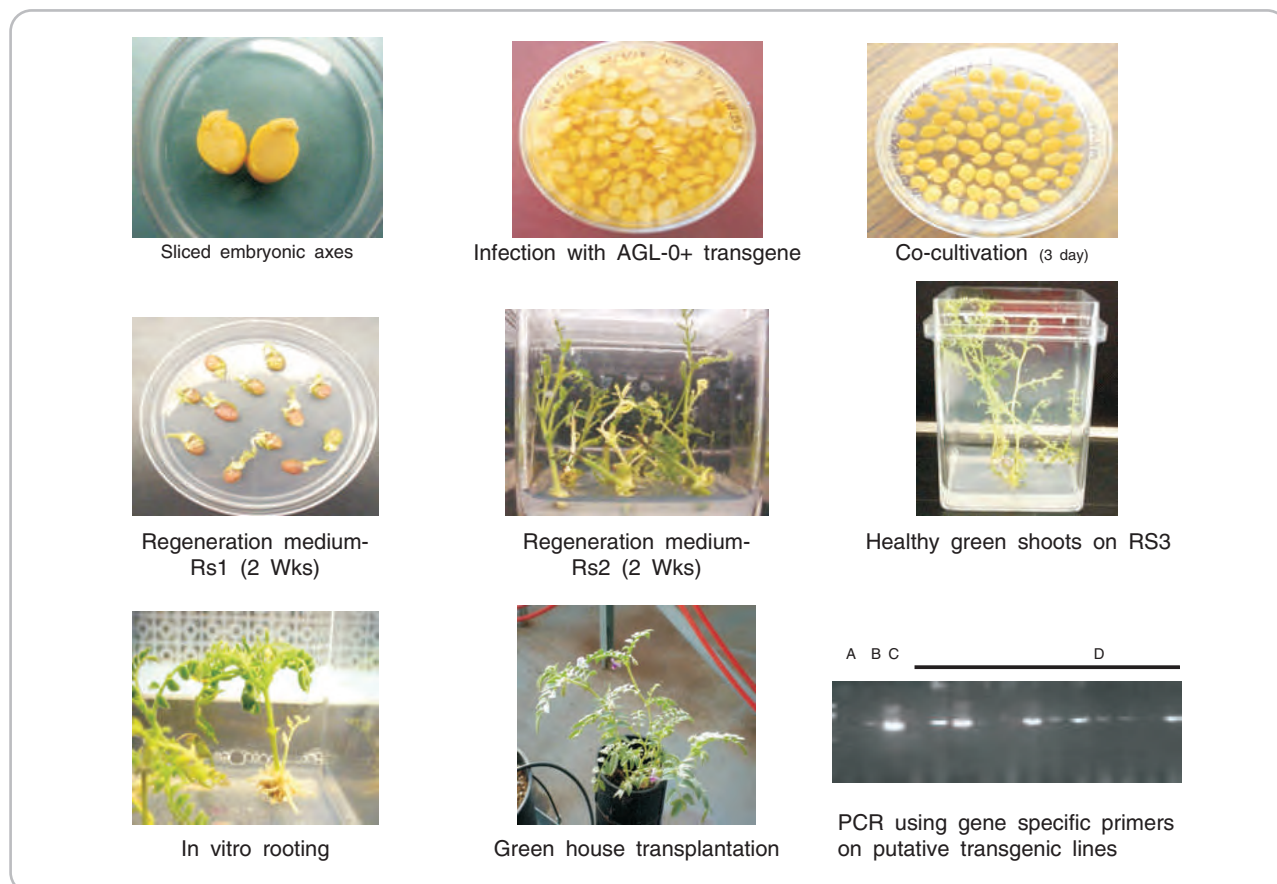 Sliced embryonic axes
Infection with AGL-0+ transgene
Co-cultivation (3 day)
Regeneration medium-
Rs1 (2 Wks)
Regeneration medium-
Rs2 (2 Wks)
Healthy green shoots on RS3
In vitro rooting
Green house transplantation
A B C D
PCR using gene specific primers
on putative transgenic lines